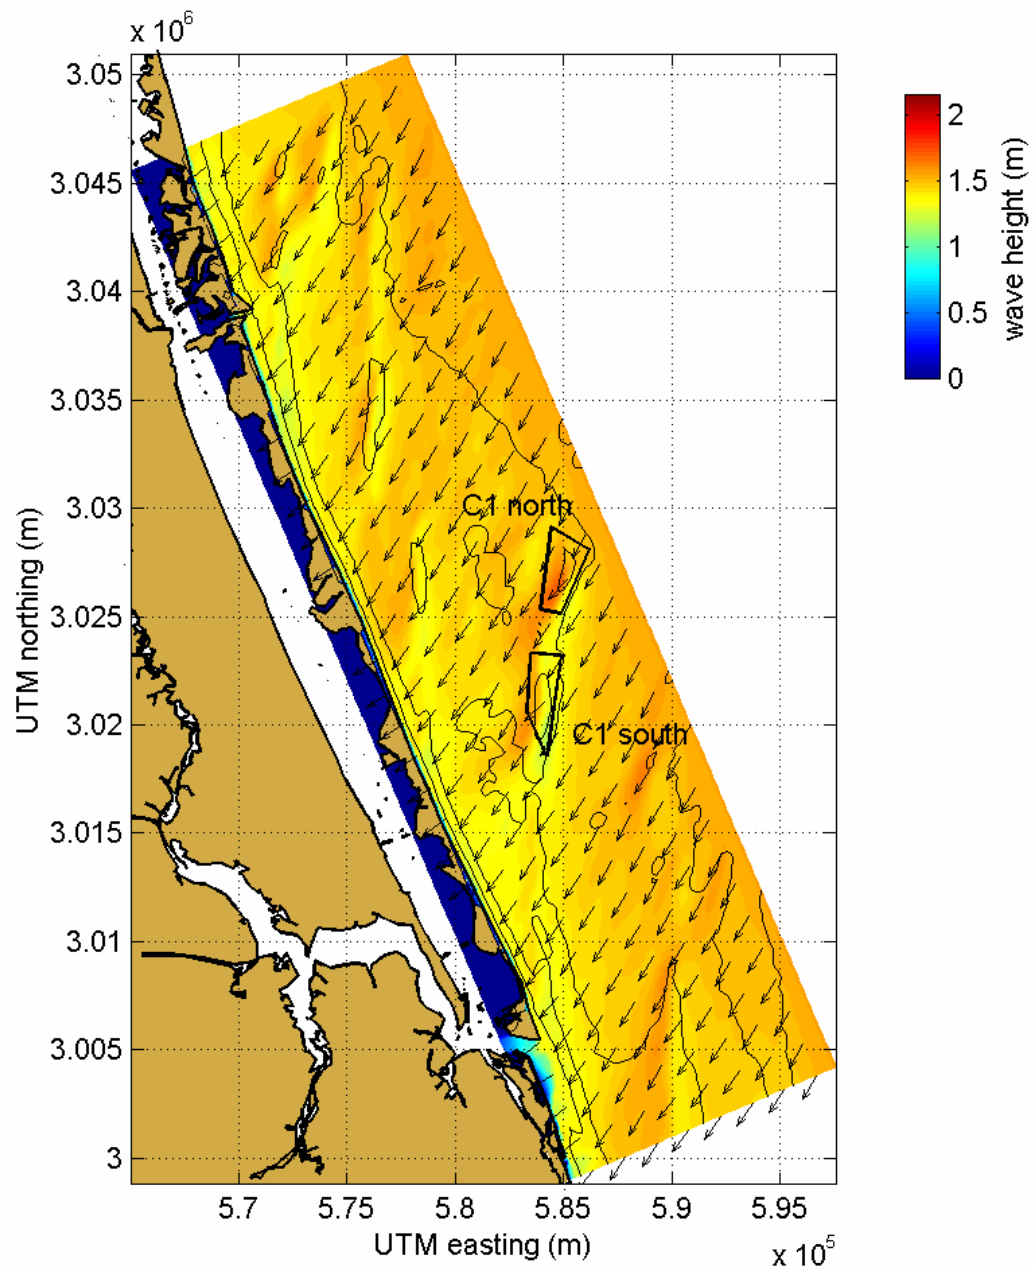 x 10^6
3.05
3.045
3.04
3.035
3.03
3.025
3.02
3.015
3.01
3.005
3
UTM northing (m)
C1 north
C1 south
5.7 5.75 5.8 5.85 5.9 5.95
UTM easting (m)
x 10^5
2
1.5
1
0.5
0
wave height (m)